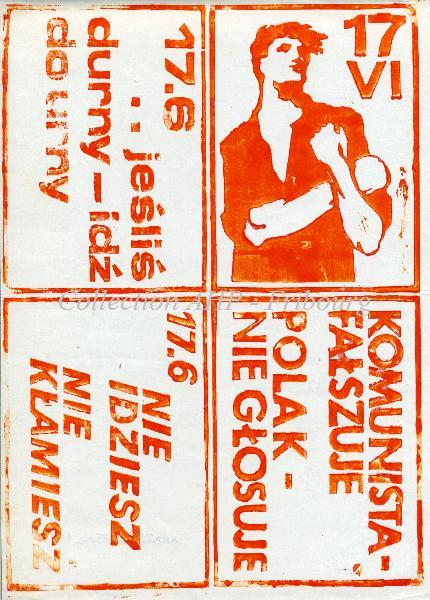 17.6
.. jeśliś
durny – idź
do urny
17
VI
Collection AHP - Fribourg
17.6
NIE
IDZIESZ
NIE
KŁAMIESZ
KOMUNISTA-
FAŁSZUJE
POLAK -
NIE GŁOSUJE